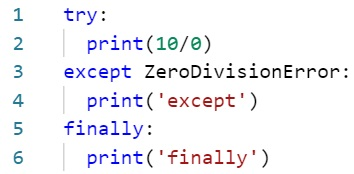 1 try:
2   print(10/0)
3 except ZeroDivisionError:
4   print('except')
5 finally:
6   print('finally')